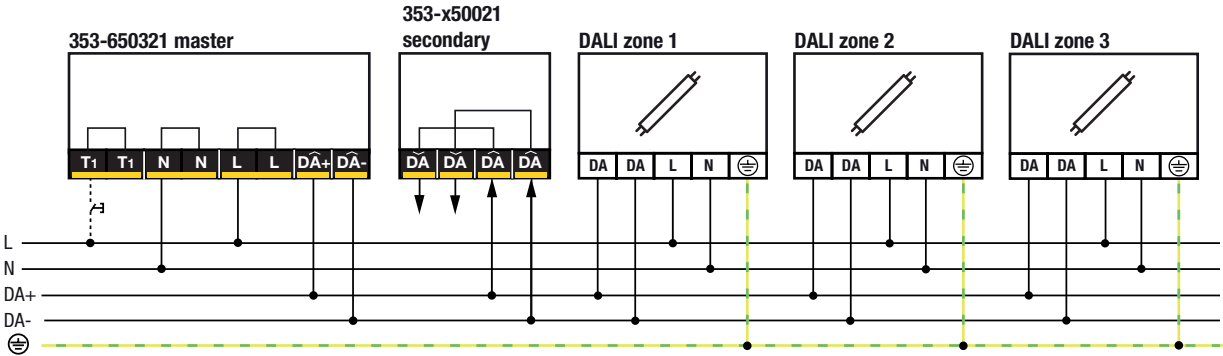 353-650321 master
353-x50021
secondary
DALI zone 1
DALI zone 2
DALI zone 3
T1 T1 N N L L DA+ DA-
DA DA DA DA
DA DA L N
DA DA L N
DA DA L N
L
N
DA+
DA-